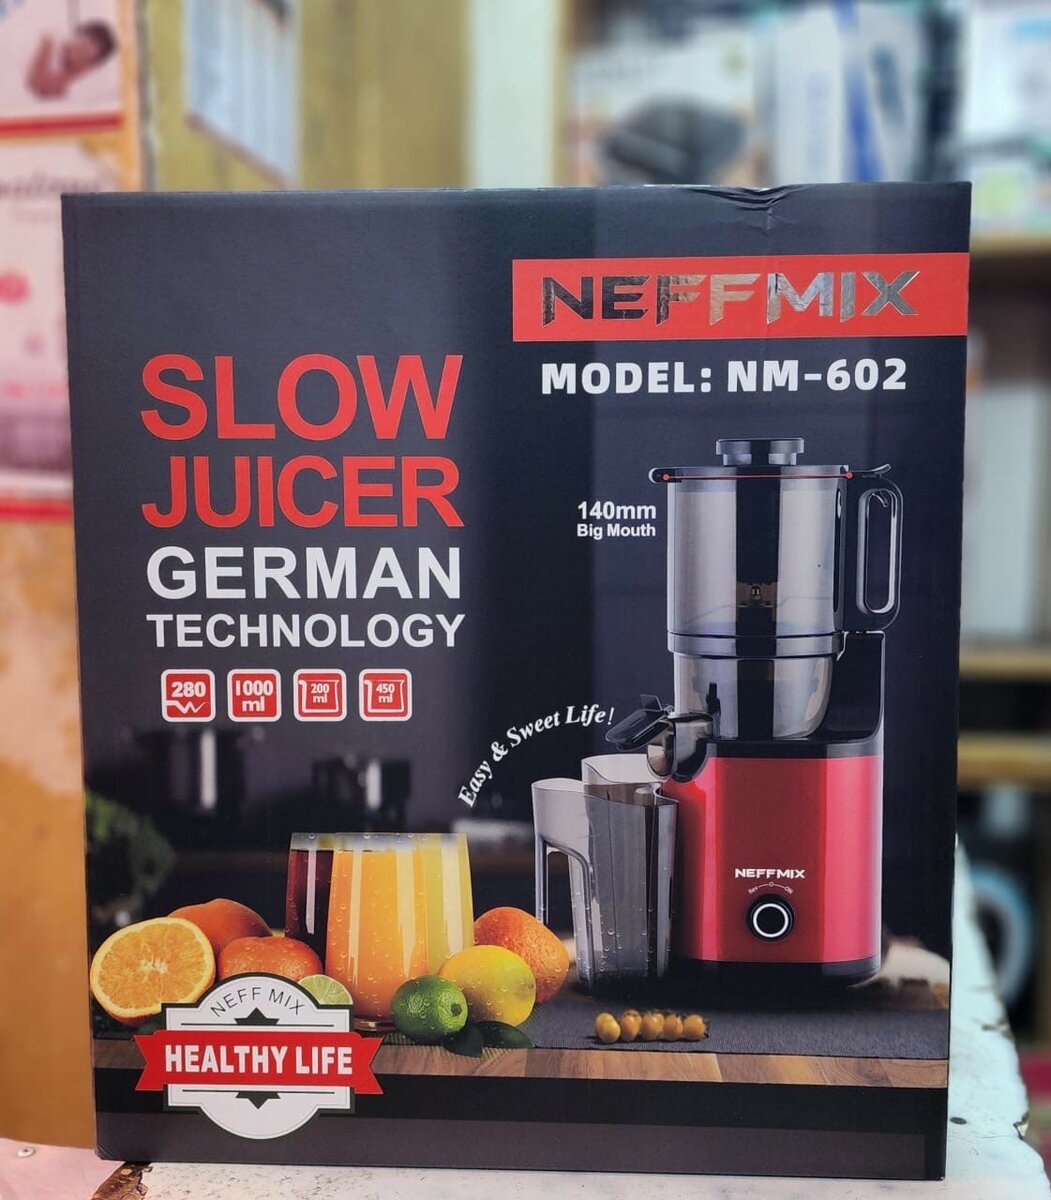 NEFFMIX
MODEL: NM-602
SLOW
JUICER
GERMAN
TECHNOLOGY
280
W
1000
ml
200
ml
450
ml
140mm
Big Mouth
Easy & Sweet Life!
NEFFMIX
ON
NEFF MIX
HEALTHY LIFE